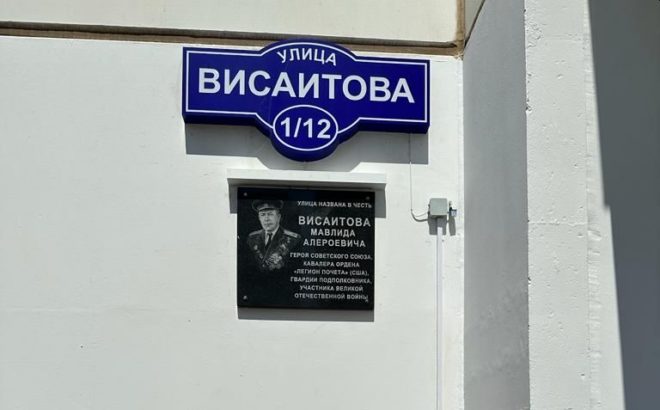 УЛИЦА
ВИСАИТОВА
1/12
УЛИЦА НАЗВАНА В ЧЕСТЬ
ВИСАИТОВА
МАВЛИДА
АЛЕРОЕВИЧА
ГЕРОЯ СОВЕТСКОГО СОЮЗА,
КАВАЛЕРА ОРДЕНА
«ЛЕГИОН ПОЧЕТА» (США),
ГВАРДИИ ПОДПОЛКОВНИКА,
УЧАСТНИКА ВЕЛИКОЙ
ОТЕЧЕСТВЕННОЙ ВОЙНЫ